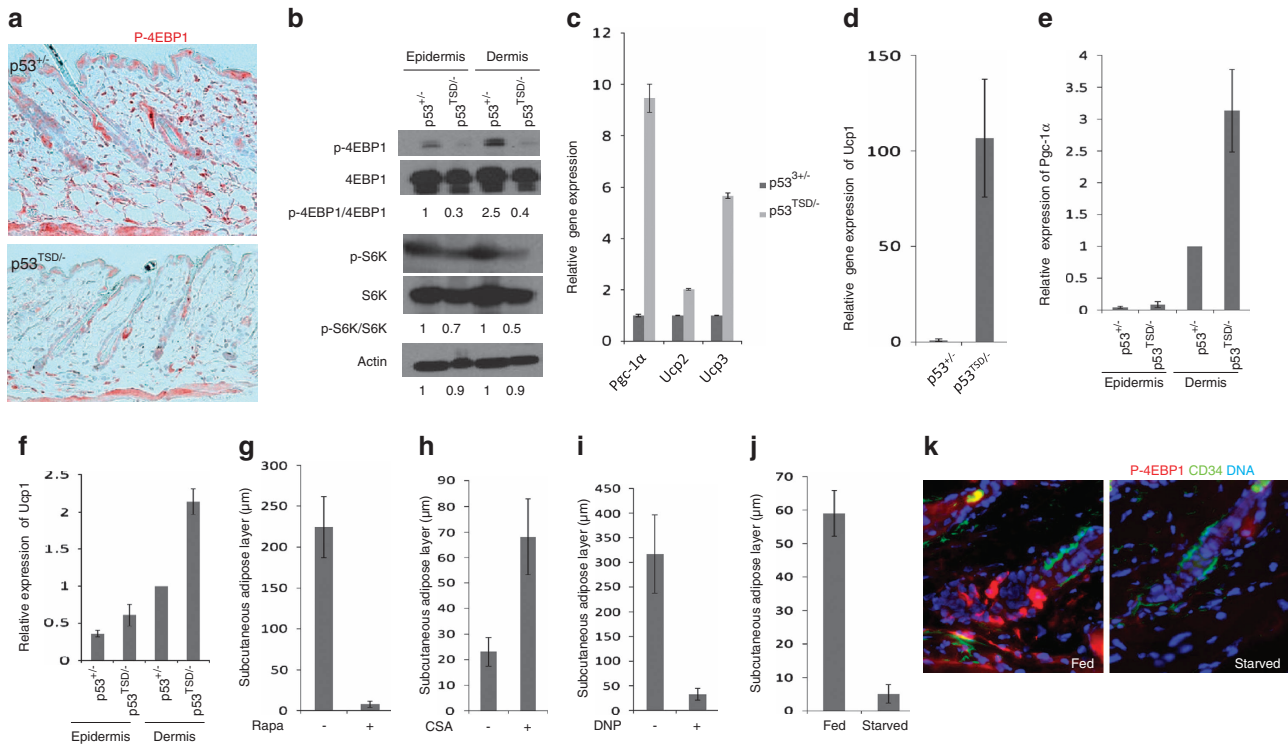 a
P-4EBP1
p53+/-
p53TSD/-
b
Epidermis Dermis
p53+/- p53TSD/- p53+/- p53TSD/-
p-4EBP1
4EBP1
p-4EBP1/4EBP1 1 0.3 2.5 0.4
p-S6K
S6K
p-S6K/S6K 1 0.7 1 0.5
Actin
1 0.9 1 0.9
c
Relative gene expression
12
10
8
6
4
2
0
Pgc-1α Ucp2 Ucp3
p533+/-
p53TSD/-
d
Relative gene expression of Ucp1
150
100
50
0
p53+/- p53TSD/-
e
Relative expression of Pgc-1α
4
3.5
3
2.5
2
1.5
1
0.5
0
p53+/- p53TSD/- p53+/- p53TSD/-
Epidermis Dermis
f
Relative expression of Ucp1
2.5
2
1.5
1
0.5
0
p53+/- p53TSD/- p53+/- p53TSD/-
Epidermis Dermis
g
Subcutaneous adipose layer (μm)
300
250
200
150
100
50
0
Rapa - +
h
Subcutaneous adipose layer (μm)
90
80
70
60
50
40
30
20
10
0
CSA - +
i
Subcutaneous adipose layer (μm)
450
400
350
300
250
200
150
100
50
0
DNP - +
j
Subcutaneous adipose layer (μm)
70
60
50
40
30
20
10
0
Fed Starved
k
P-4EBP1 CD34 DNA
Fed
Starved